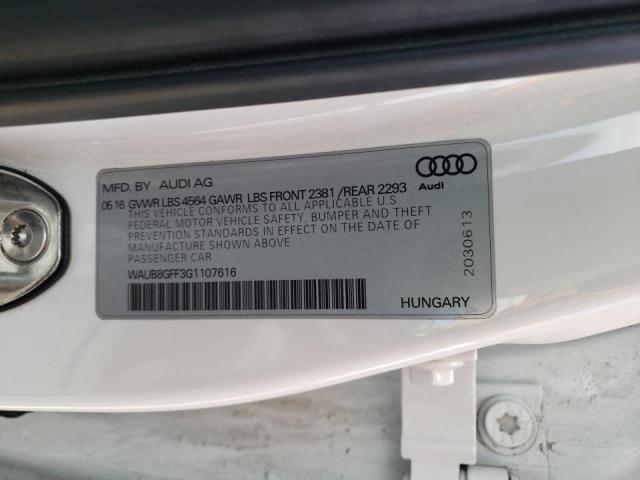 MFD. BY AUDI AG
05 16 GVWR LBS 4564 GAWR LBS FRONT 2381 / REAR 2293
THIS VEHICLE CONFORMS TO ALL APPLICABLE U.S
FEDERAL MOTOR VEHICLE SAFETY, BUMPER AND THEFT
PREVENTION STANDARDS IN EFFECT ON THE DATE OF
MANUFACTURE SHOWN ABOVE
PASSENGER CAR
WAUB8GFF3G1107616
Audi
2030613
HUNGARY